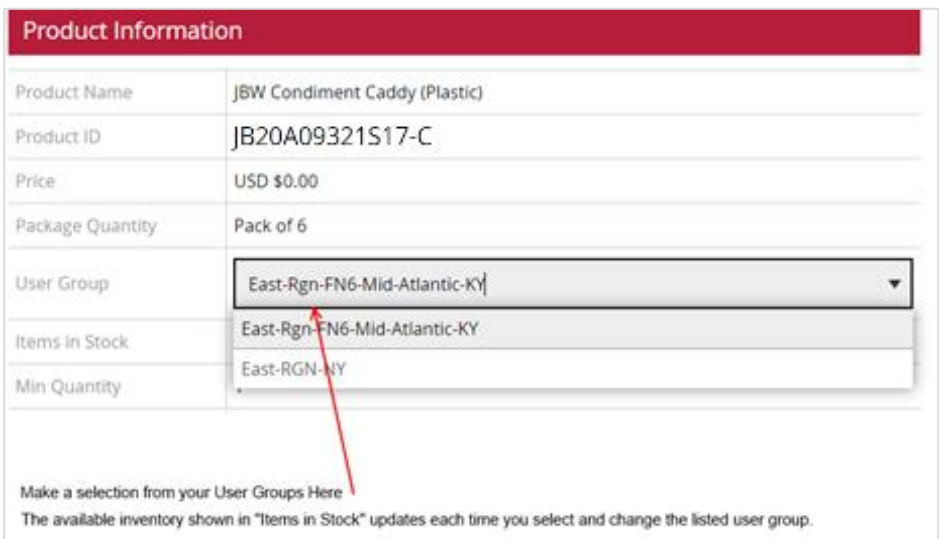 Product Information
Product Name JBW Condiment Caddy (Plastic)
Product ID JB20A09321S17-C
Price USD $0.00
Package Quantity Pack of 6
User Group East-Rgn-FN6-Mid-Atlantic-KY
East-Rgn-FN6-Mid-Atlantic-KY
Items in Stock
East-RGN-NY
Min Quantity
Make a selection from your User Groups Here
The available inventory shown in "Items in Stock" updates each time you select and change the listed user group.